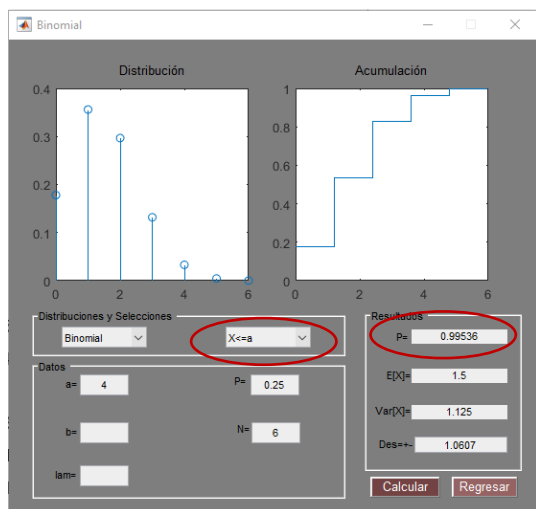 Binomial
Distribución
Acumulación
0.4
0.3
0.2
0.1
0
0 2 4 6
1
0.8
0.6
0.4
0.2
0
0 2 4 6
Distribuciones y Selecciones
Binomial
X<=a
Resultados
P= 0.99536
E[X]= 1.5
Var[X]= 1.125
Des=+- 1.0607
Datos
a= 4
P= 0.25
b=
N= 6
lam=
Calcular
Regresar